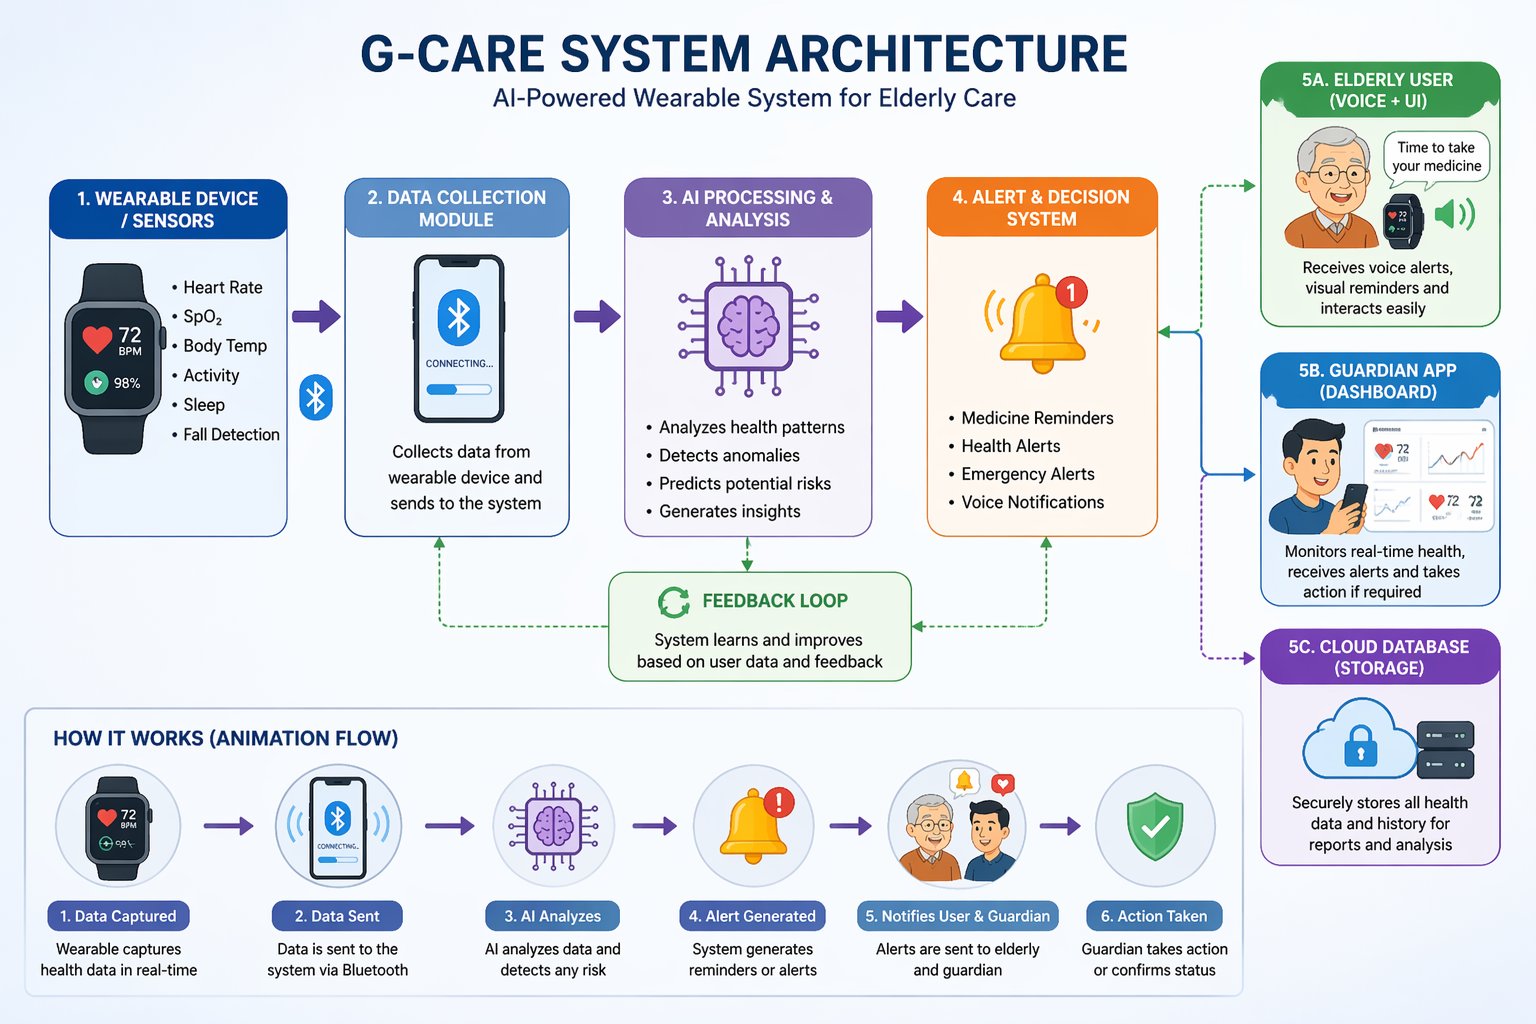 G-CARE SYSTEM ARCHITECTURE
AI-Powered Wearable System for Elderly Care
1. WEARABLE DEVICE
/ SENSORS
72
BPM
98%
• Heart Rate
• SpO₂
• Body Temp
• Activity
• Sleep
• Fall Detection
2. DATA COLLECTION
MODULE
CONNECTING...
Collects data from
wearable device and
sends to the system
3. AI PROCESSING &
ANALYSIS
• Analyzes health patterns
• Detects anomalies
• Predicts potential risks
• Generates insights
4. ALERT & DECISION
SYSTEM
1
• Medicine Reminders
• Health Alerts
• Emergency Alerts
• Voice Notifications
5A. ELDERLY USER
(VOICE + UI)
Time to take
your medicine
72
Receives voice alerts,
visual reminders and
interacts easily
5B. GUARDIAN APP
(DASHBOARD)
72
72
72
Monitors real-time health,
receives alerts and takes
action if required
5C. CLOUD DATABASE
(STORAGE)
Securely stores all health
data and history for
reports and analysis
FEEDBACK LOOP
System learns and improves
based on user data and feedback
HOW IT WORKS (ANIMATION FLOW)
72
BPM
1. Data Captured
Wearable captures
health data in real-time
CONNECTING...
2. Data Sent
Data is sent to the
system via Bluetooth
3. AI Analyzes
AI analyzes data and
detects any risk
!
4. Alert Generated
System generates
reminders or alerts
5. Notifies User & Guardian
Alerts are sent to elderly
and guardian
6. Action Taken
Guardian takes action
or confirms status